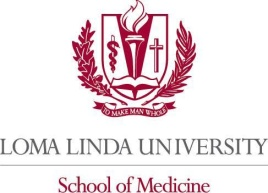 TO MAKE MAN WHOLE
LOMA LINDA UNIVERSITY
School of Medicine